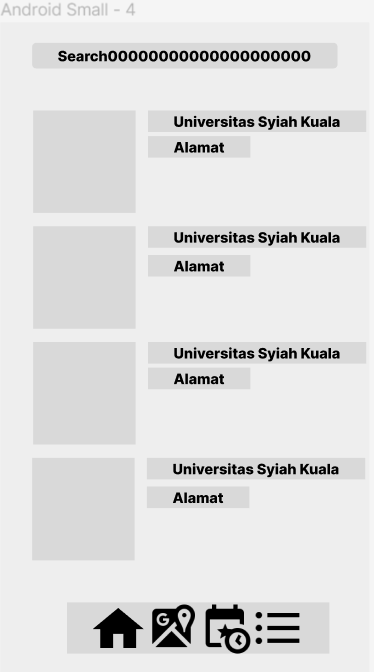 Android Small - 4
Search00000000000000000000
Universitas Syiah Kuala
Alamat
Universitas Syiah Kuala
Alamat
Universitas Syiah Kuala
Alamat
Universitas Syiah Kuala
Alamat
G